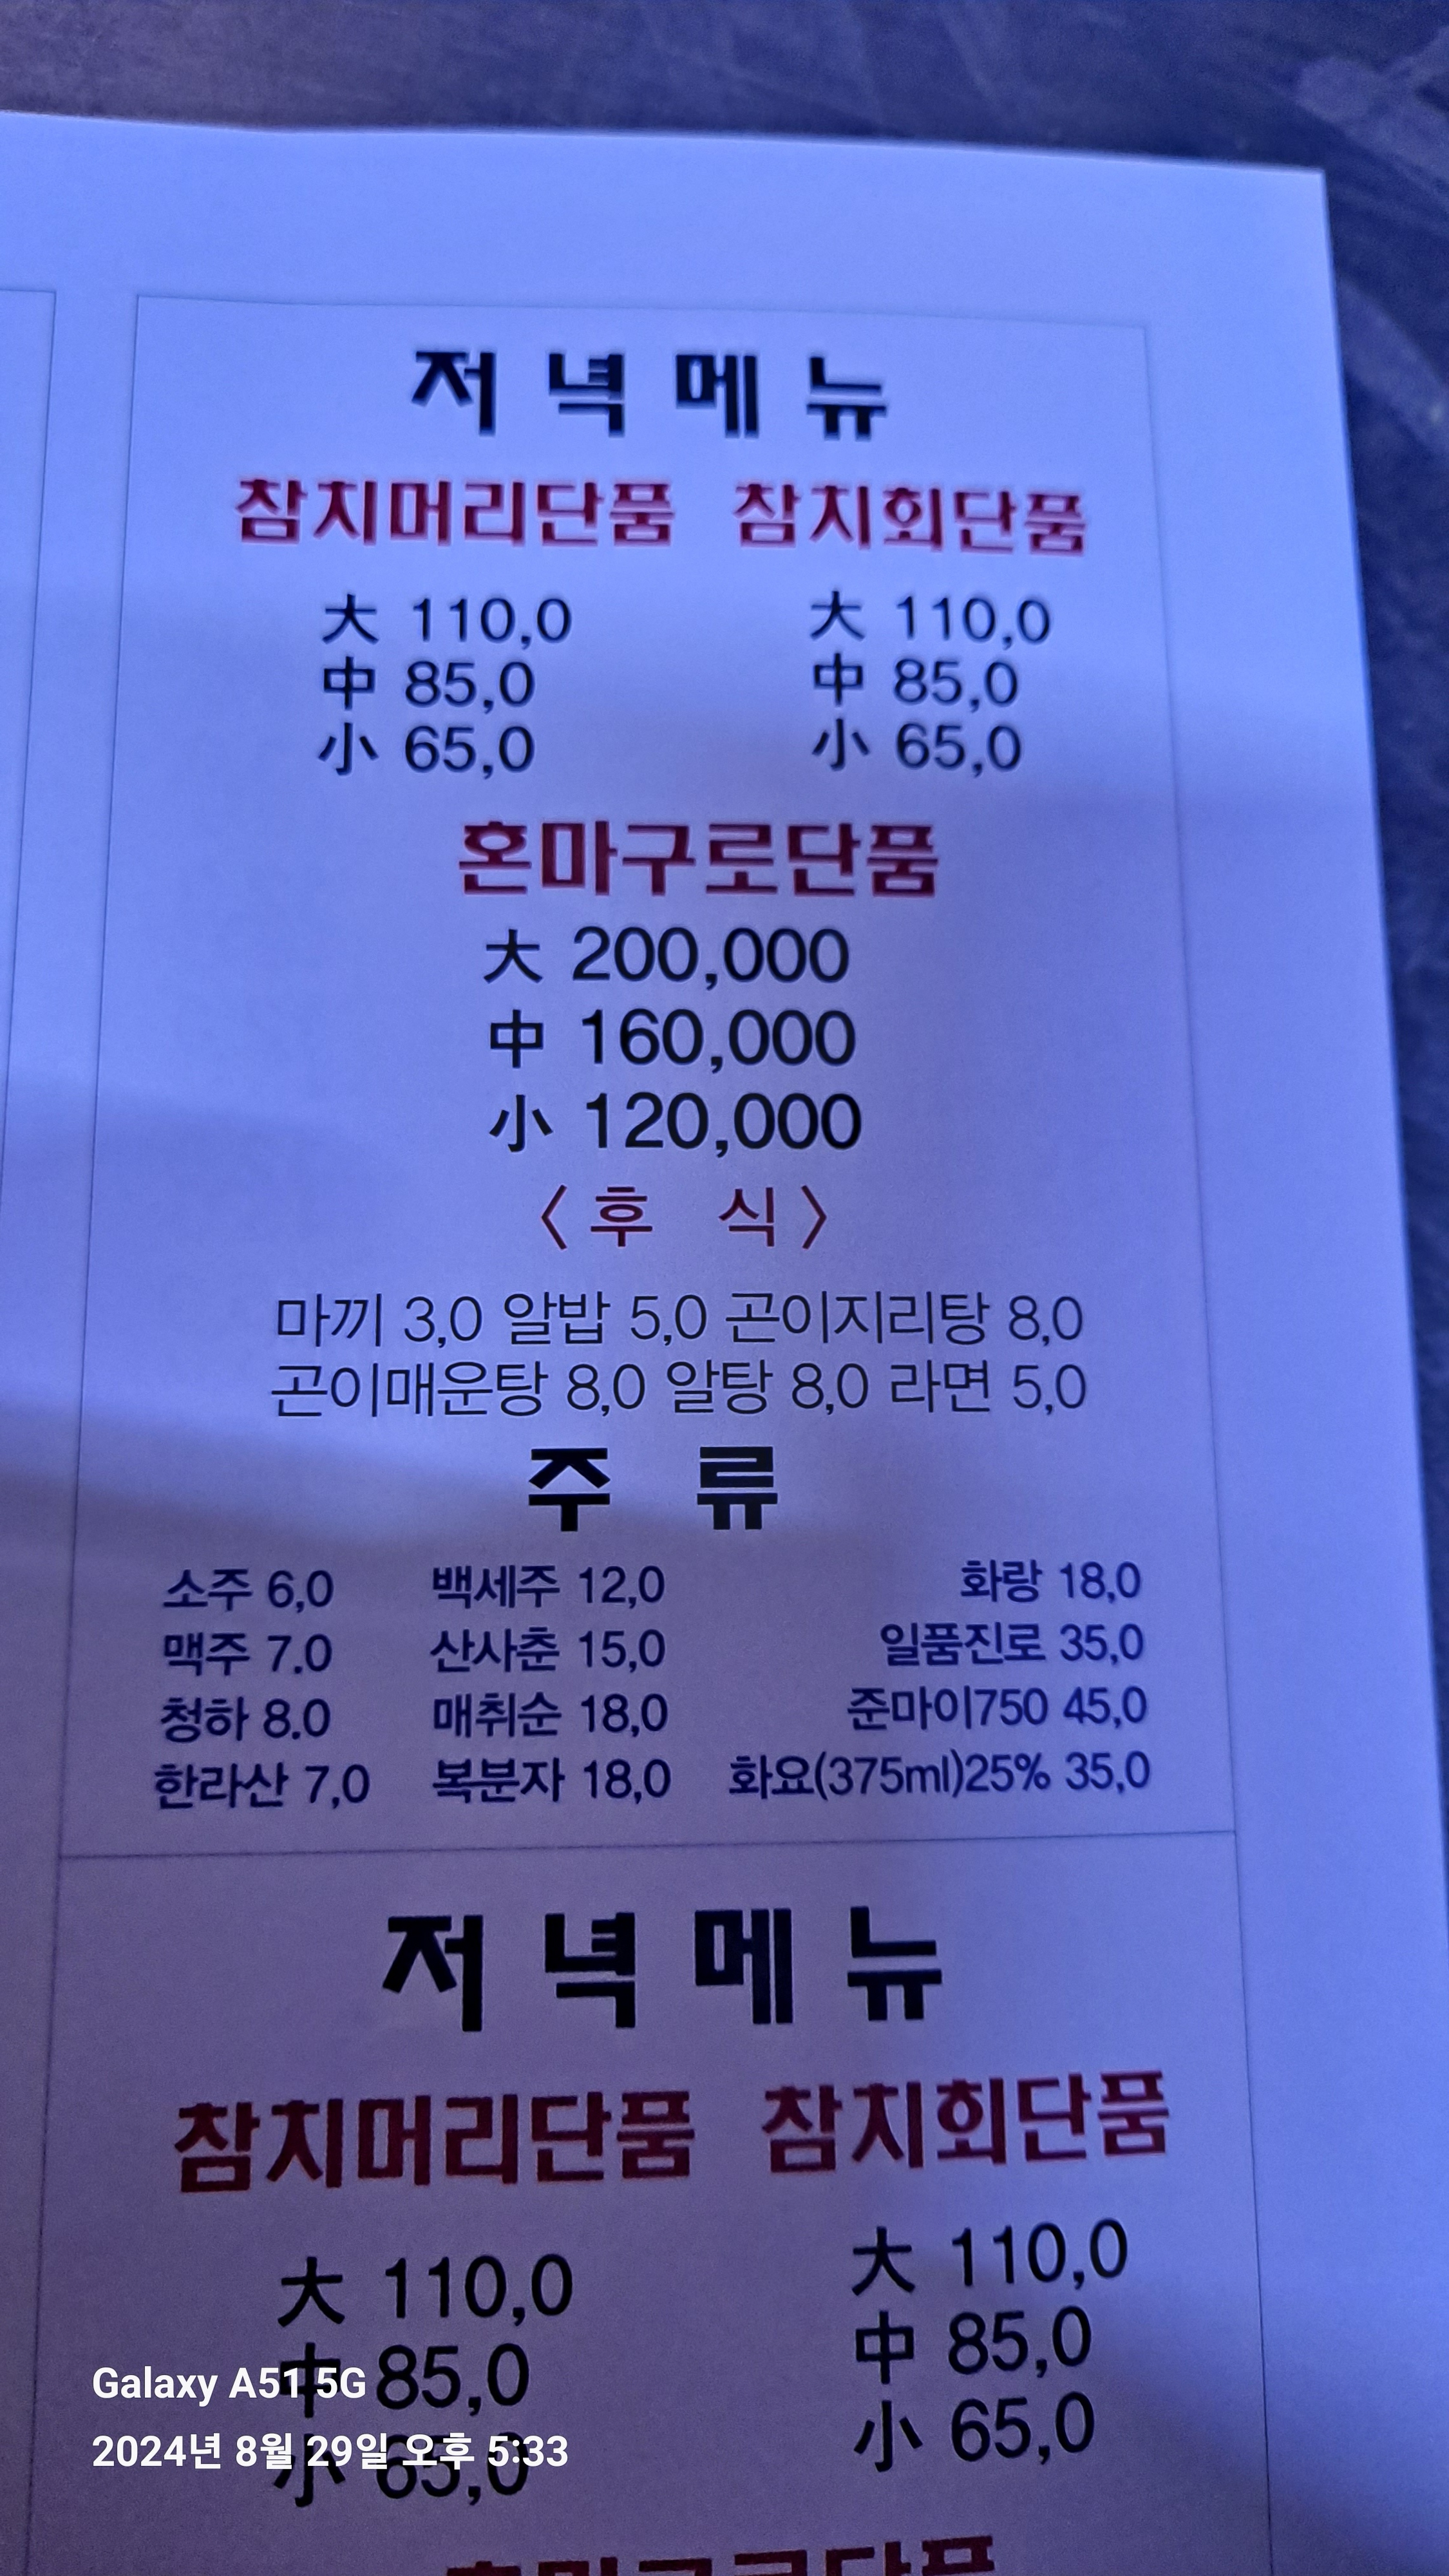 저녁메뉴
참치머리단품 참치회단품
大 110,0 大 110,0
中 85,0 中 85,0
小 65,0 小 65,0
혼마구로단품
大 200,000
中 160,000
小 120,000
〈후 식〉
마끼 3,0 알밥 5,0 곤이지리탕 8,0
곤이매운탕 8,0 알탕 8,0 라면 5,0
주 류
소주 6,0 백세주 12,0 화랑 18,0
맥주 7.0 산사춘 15,0 일품진로 35,0
청하 8.0 매취순 18,0 준마이750 45,0
한라산 7,0 복분자 18,0 화요(375ml)25% 35,0
저녁메뉴
참치머리단품 참치회단품
大 110,0 大 110,0
中 85,0 中 85,0
小 65,0 小 65,0
Galaxy A51 5G
2024년 8월 29일 오후 5:33